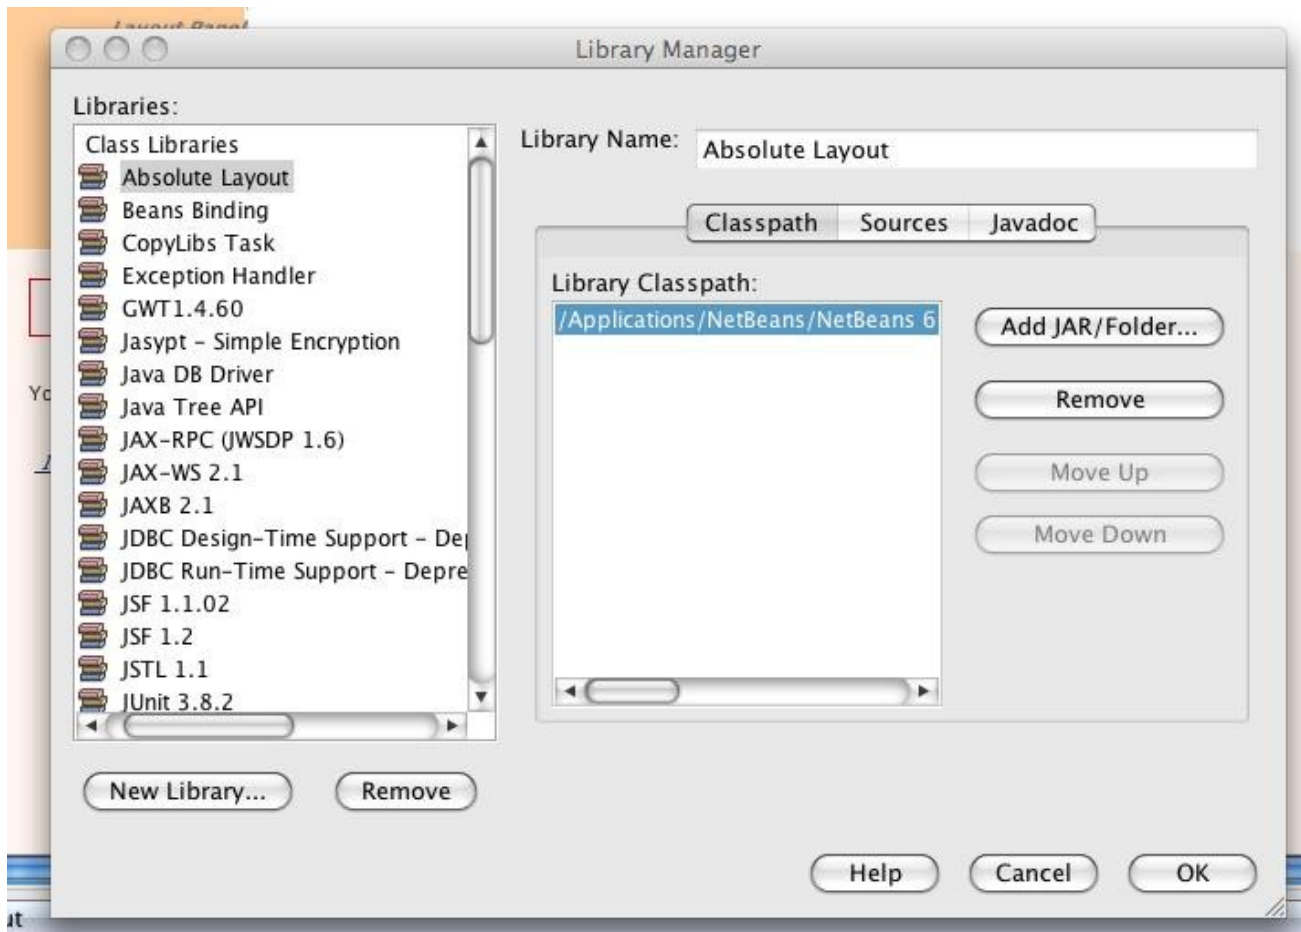 Layout Panel
Library Manager
Libraries:
Class Libraries
Absolute Layout
Beans Binding
CopyLibs Task
Exception Handler
GWT1.4.60
Jasypt – Simple Encryption
Java DB Driver
Java Tree API
JAX-RPC (JWSDP 1.6)
JAX-WS 2.1
JAXB 2.1
JDBC Design-Time Support – De
JDBC Run-Time Support – Depre
JSF 1.1.02
JSF 1.2
JSTL 1.1
JUnit 3.8.2
New Library...
Remove
Library Name:
Absolute Layout
Classpath
Sources
Javadoc
Library Classpath:
/Applications/NetBeans/NetBeans 6
Add JAR/Folder...
Remove
Move Up
Move Down
Help
Cancel
OK
Yo
ut